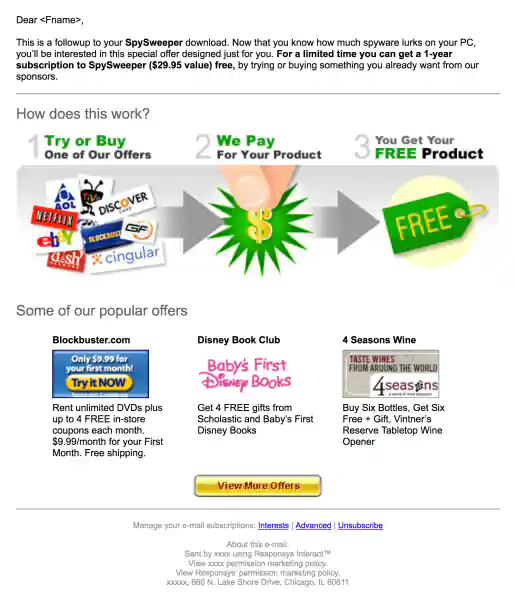 Dear <Fname>,
This is a followup to your SpySweeper download. Now that you know how much spyware lurks on your PC,
you'll be interested in this special offer designed just for you. For a limited time you can get a 1-year
subscription to SpySweeper ($29.95 value) free, by trying or buying something you already want from our
sponsors.
How does this work?
1 Try or Buy
One of Our Offers
2 We Pay
For Your Product
3 You Get Your
FREE Product
AOL
TiVo
DISCOVER
NETFLIX
ebay
BLOCKBUSTER
GF
dish
cingular
$
FREE
Some of our popular offers
Blockbuster.com
Only $9.99 for
your first month!
Try it NOW
Rent unlimited DVDs plus
up to 4 FREE in-store
coupons each month.
$9.99/month for your First
Month. Free shipping.
Disney Book Club
Baby's First
Disney Books
Get 4 FREE gifts from
Scholastic and Baby's First
Disney Books
4 Seasons Wine
TASTE WINES
FROM AROUND THE WORLD
4seasons
Buy Six Bottles, Get Six
Free + Gift, Vintner's
Reserve Tabletop Wine
Opener
View More Offers
Manage your e-mail subscriptions: Interests | Advanced | Unsubscribe
About this e-mail:
Sent by xxxx using Responsys Interact™
View xxxx permission marketing policy.
View Responsys' permission marketing policy.
xxxxx, 680 N. Lake Shore Drive, Chicago, IL 60611